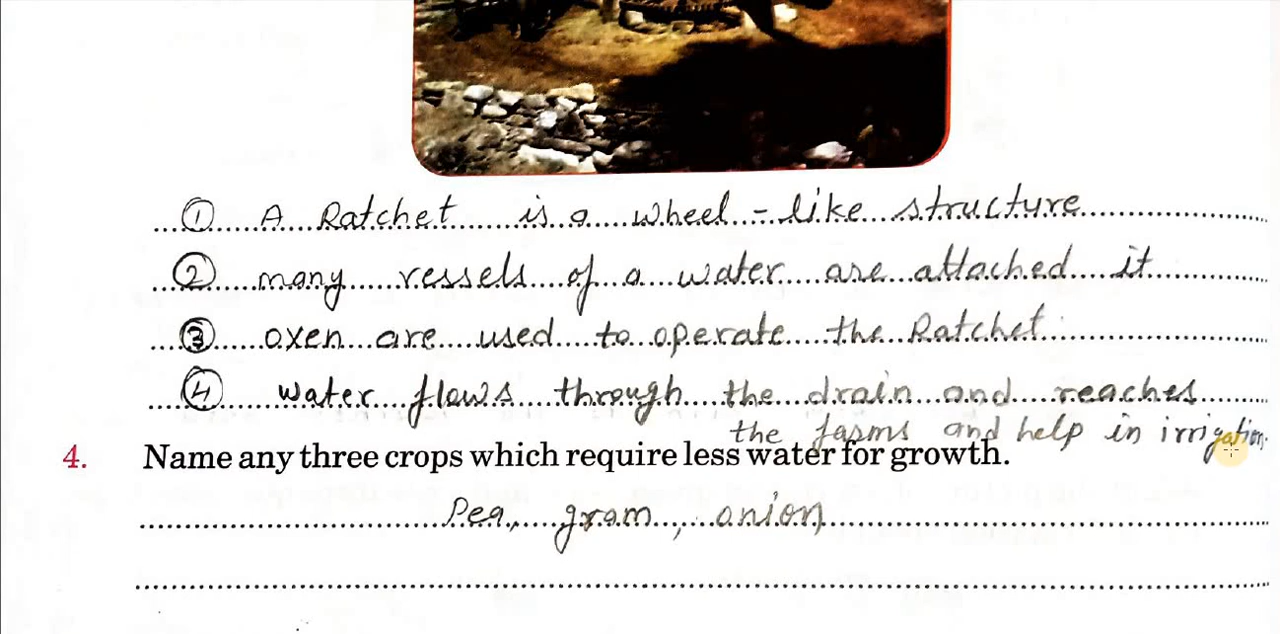 ① A Ratchet is a wheel-like structure
② many vessels of a water are attached it
③ oxen are used to operate the Ratchet.
④ water flows through the drain and reaches
the farms and help in irrigation.
4. Name any three crops which require less water for growth.
Pea, gram, onion